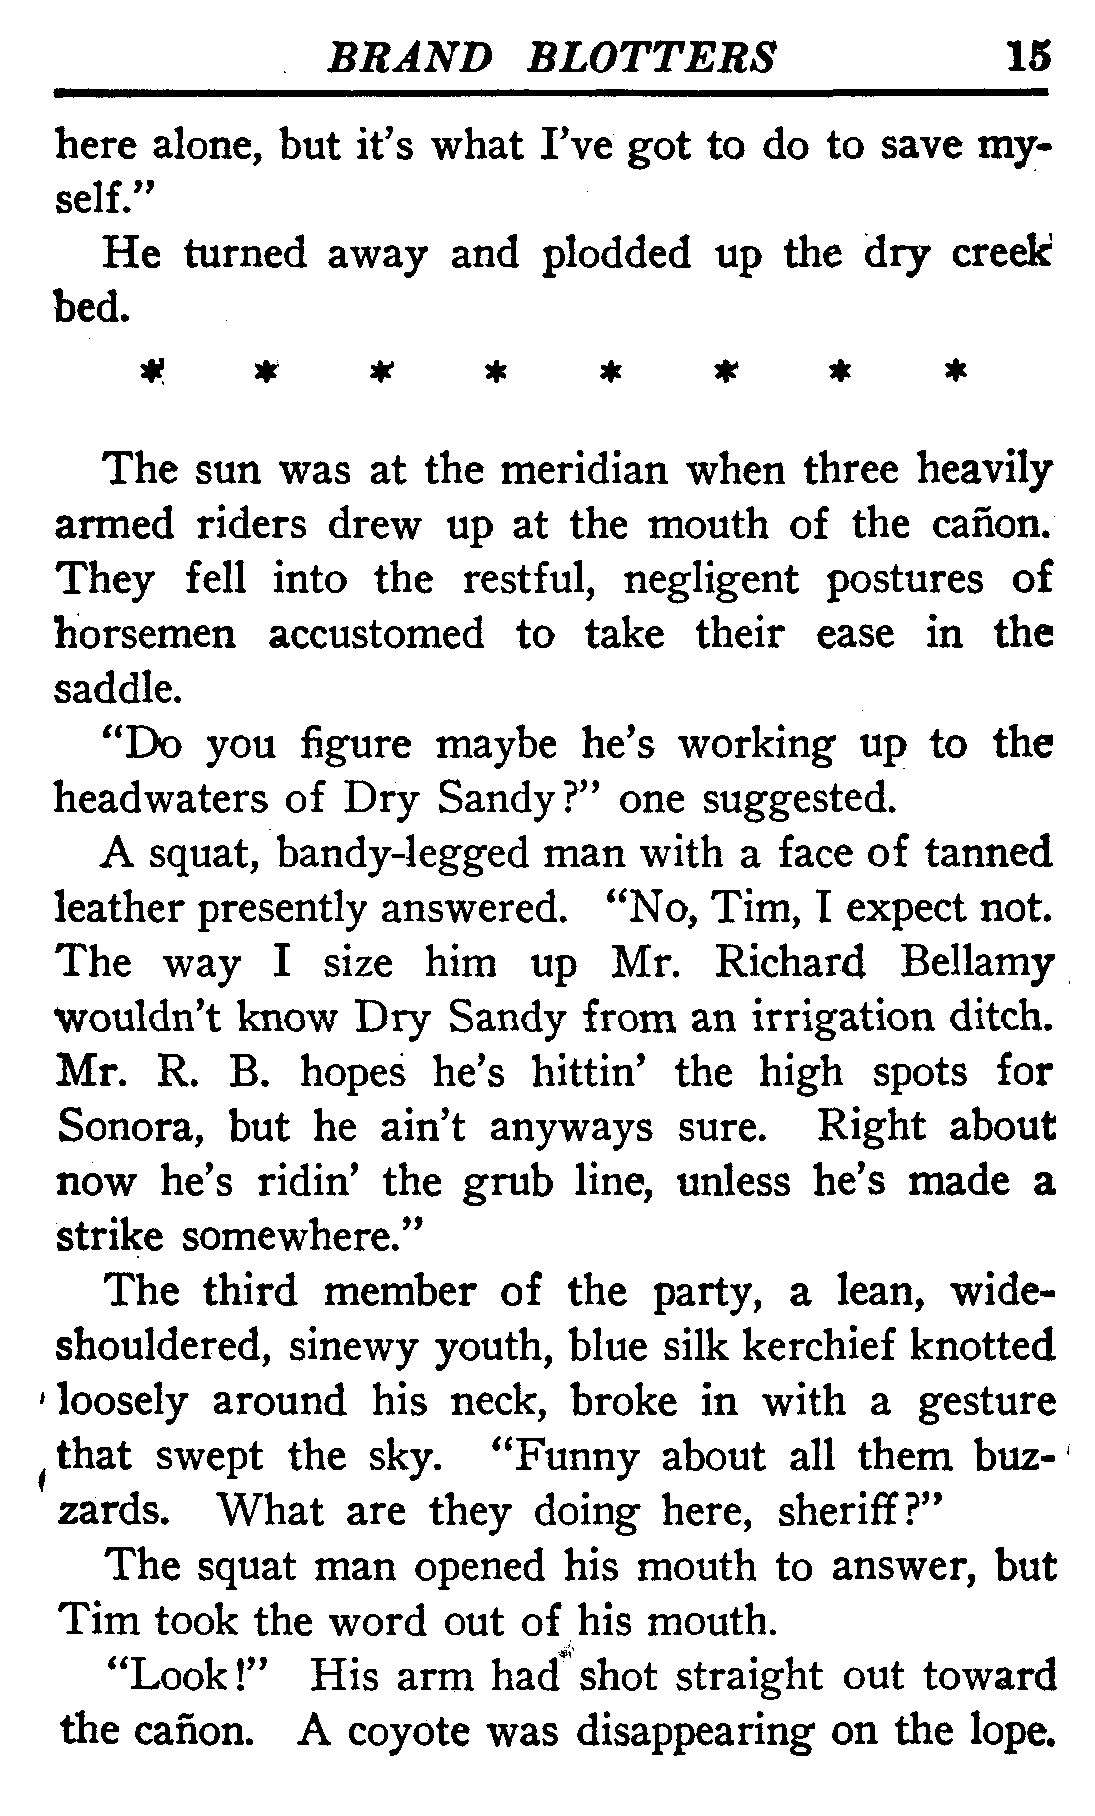 BRAND BLOTTERS 15
here alone, but it's what I've got to do to save my-
self."
He turned away and plodded up the dry creek
bed.
* * * * * * * *
The sun was at the meridian when three heavily
armed riders drew up at the mouth of the cañon.
They fell into the restful, negligent postures of
horsemen accustomed to take their ease in the
saddle.
"Do you figure maybe he's working up to the
headwaters of Dry Sandy?" one suggested.
A squat, bandy-legged man with a face of tanned
leather presently answered. "No, Tim, I expect not.
The way I size him up Mr. Richard Bellamy
wouldn't know Dry Sandy from an irrigation ditch.
Mr. R. B. hopes he's hittin' the high spots for
Sonora, but he ain't anyways sure. Right about
now he's ridin' the grub line, unless he's made a
strike somewhere."
The third member of the party, a lean, wide-
shouldered, sinewy youth, blue silk kerchief knotted
loosely around his neck, broke in with a gesture
that swept the sky. "Funny about all them buz-
zards. What are they doing here, sheriff?"
The squat man opened his mouth to answer, but
Tim took the word out of his mouth.
"Look!" His arm had shot straight out toward
the cañon. A coyote was disappearing on the lope.